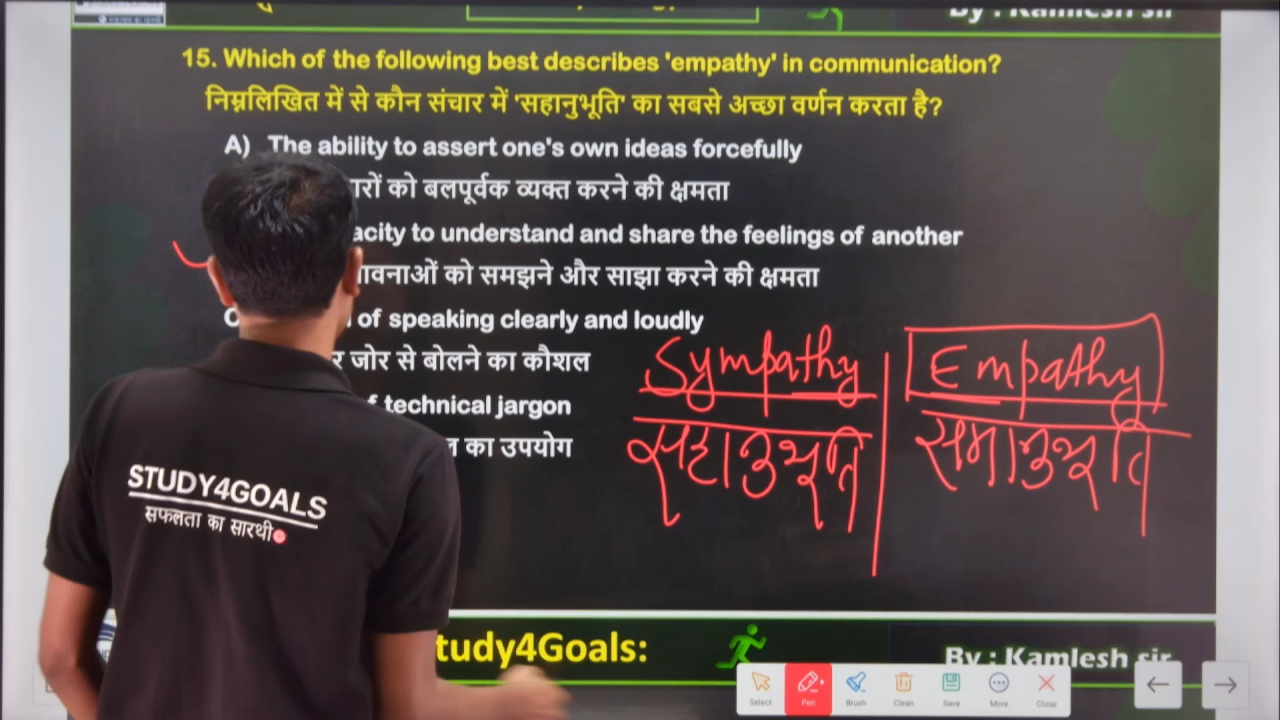 By : Kamlesh sir
15. Which of the following best describes 'empathy' in communication?
निम्नलिखित में से कौन संचार में 'सहानुभूति' का सबसे अच्छा वर्णन करता है?
A) The ability to assert one's own ideas forcefully
को बलपूर्वक व्यक्त करने की क्षमता
to understand and share the feelings of another
को समझने और साझा करने की क्षमता
of speaking clearly and loudly
जोर से बोलने का कौशल
technical jargon
का उपयोग
Sympathy
Empathy
सहानुभूति
समानुभूति
STUDY4GOALS
सफलता का सारथी
tudy4Goals:
By : Kamlesh sir
Select
Pen
Brush
Clean
Save
More
Close